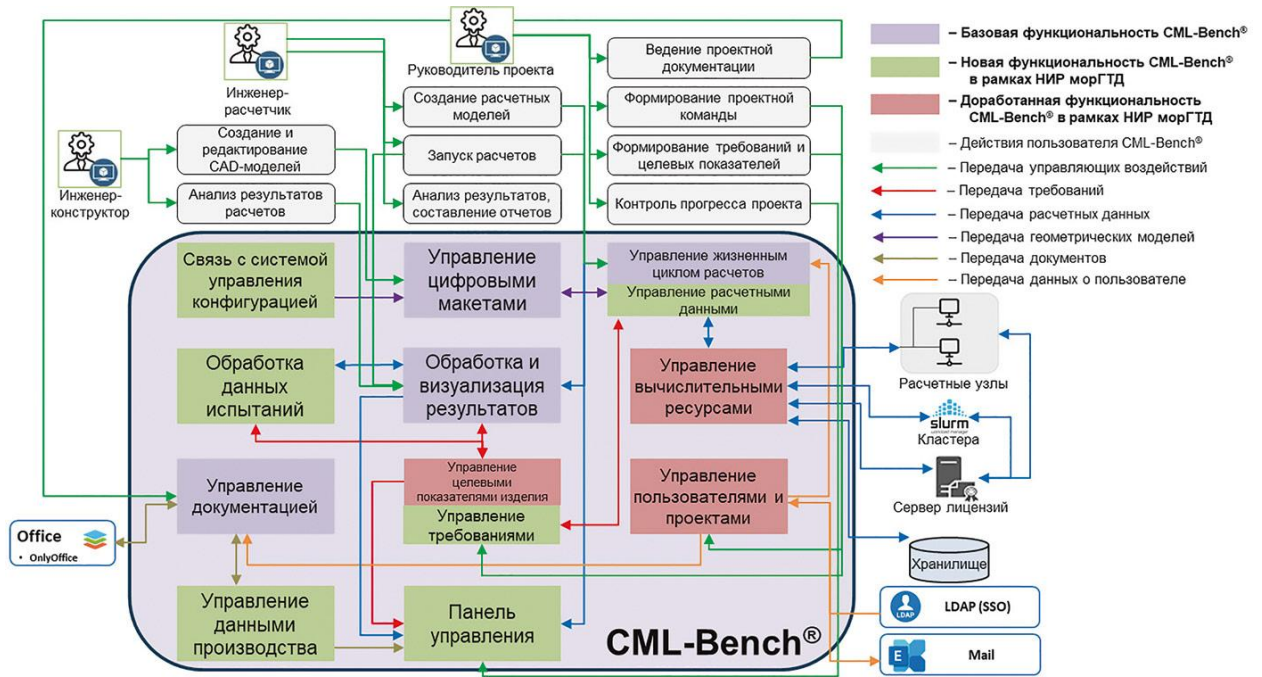 Инженер-
расчетчик
Руководитель проекта
Инженер-
конструктор
Создание и
редактирование
CAD-моделей
Анализ результатов
расчетов
Создание расчетных
моделей
Запуск расчетов
Анализ результатов,
составление отчетов
Ведение проектной
документации
Формирование проектной
команды
Формирование требований и
целевых показателей
Контроль прогресса проекта
– Базовая функциональность CML-Bench®
– Новая функциональность CML-Bench®
в рамках НИР морГТД
– Доработанная функциональность
CML-Bench® в рамках НИР морГТД
– Действия пользователя CML-Bench®
– Передача управляющих воздействий
– Передача требований
– Передача расчетных данных
– Передача геометрических моделей
– Передача документов
– Передача данных о пользователе
Связь с системой
управления
конфигурацией
Управление
цифровыми
макетами
Управление жизненным
циклом расчетов
Управление расчетными
данными
Обработка
данных
испытаний
Обработка и
визуализация
результатов
Управление
вычислительными
ресурсами
Управление
документацией
Управление
целевыми
показателями изделия
Управление
требованиями
Управление
пользователями и
проектами
Управление
данными
производства
Панель
управления
CML-Bench®
Office
• OnlyOffice
Расчетные узлы
slurm
Кластера
Сервер лицензий
Хранилище
LDAP
LDAP (SSO)
E
Mail